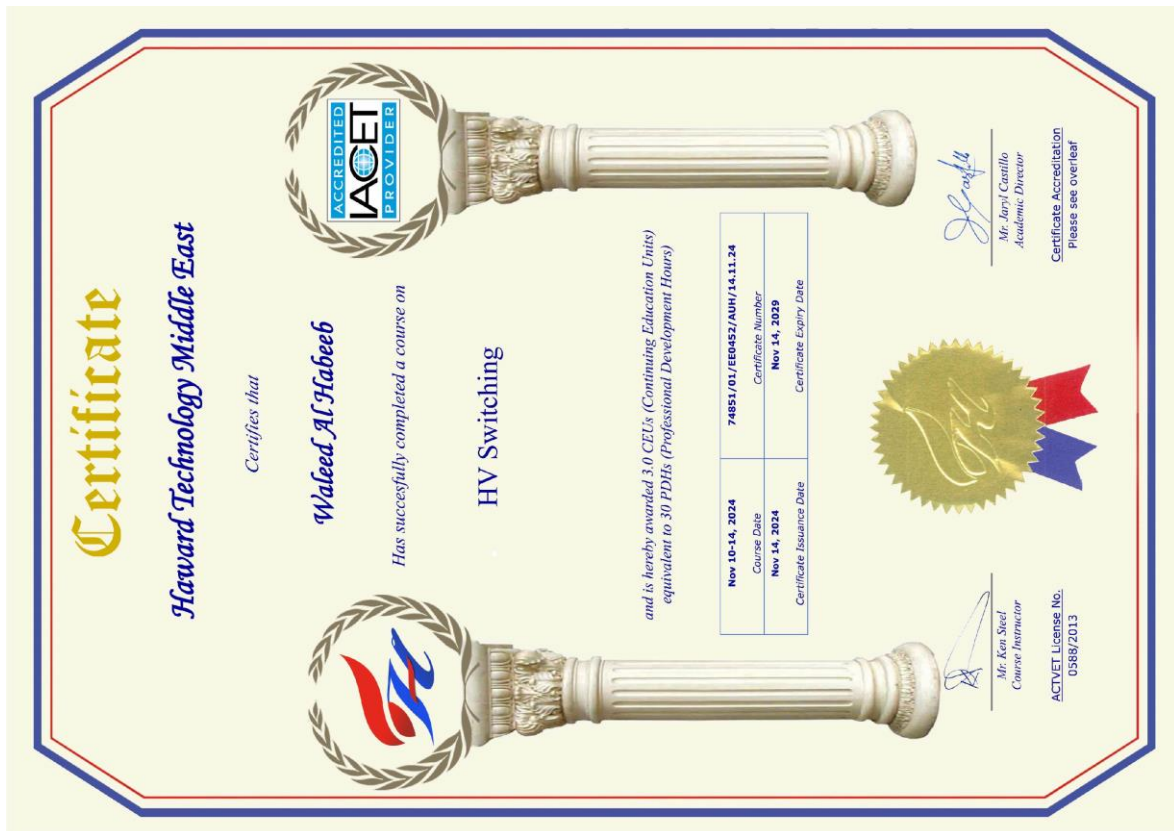 Certificate
Haward Technology Middle East
Certifies that
Waleed Al Habeeb
Has succesfully completed a course on
HV Switching
and is hereby awarded 3.0 CEUs (Continuing Education Units)
equivalent to 30 PDHs (Professional Development Hours)
Nov 10-14, 2024
Course Date
74851/01/EE0452/AUH/14.11.24
Certificate Number
Nov 14, 2024
Certificate Issuance Date
Nov 14, 2029
Certificate Expiry Date
ACCREDITED
IACET
PROVIDER
Mr. Ken Steel
Course Instructor
ACTVET License No.
0588/2013
Mr. Jaryl Castillo
Academic Director
Certificate Accreditation
Please see overleaf